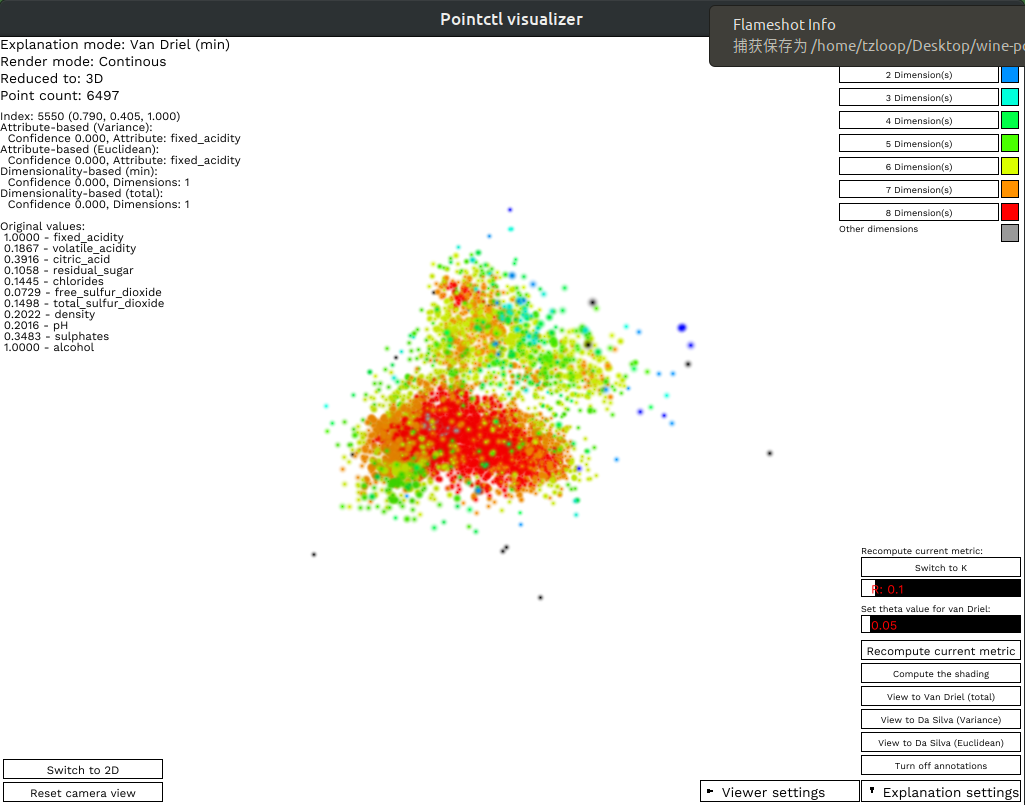 Pointctl visualizer
Flameshot Info
捕获保存为 /home/tzloop/Desktop/wine-p
Explanation mode: Van Driel (min)
Render mode: Continous
Reduced to: 3D
Point count: 6497
Index: 5550 (0.790, 0.405, 1.000)
Attribute-based (Variance):
Confidence 0.000, Attribute: fixed_acidity
Attribute-based (Euclidean):
Confidence 0.000, Attribute: fixed_acidity
Dimensionality-based (min):
Confidence 0.000, Dimensions: 1
Dimensionality-based (total):
Confidence 0.000, Dimensions: 1
Original values:
1.0000 - fixed_acidity
0.1867 - volatile_acidity
0.3916 - citric_acid
0.1058 - residual_sugar
0.1445 - chlorides
0.0729 - free_sulfur_dioxide
0.1498 - total_sulfur_dioxide
0.2022 - density
0.2016 - pH
0.3483 - sulphates
1.0000 - alcohol
2 Dimension(s)
3 Dimension(s)
4 Dimension(s)
5 Dimension(s)
6 Dimension(s)
7 Dimension(s)
8 Dimension(s)
Other dimensions
Recompute current metric:
Switch to K
R: 0.1
Set theta value for van Driel:
0.05
Recompute current metric
Compute the shading
View to Van Driel (total)
View to Da Silva (Variance)
View to Da Silva (Euclidean)
Turn off annotations
Switch to 2D
Reset camera view
Viewer settings
Explanation settings